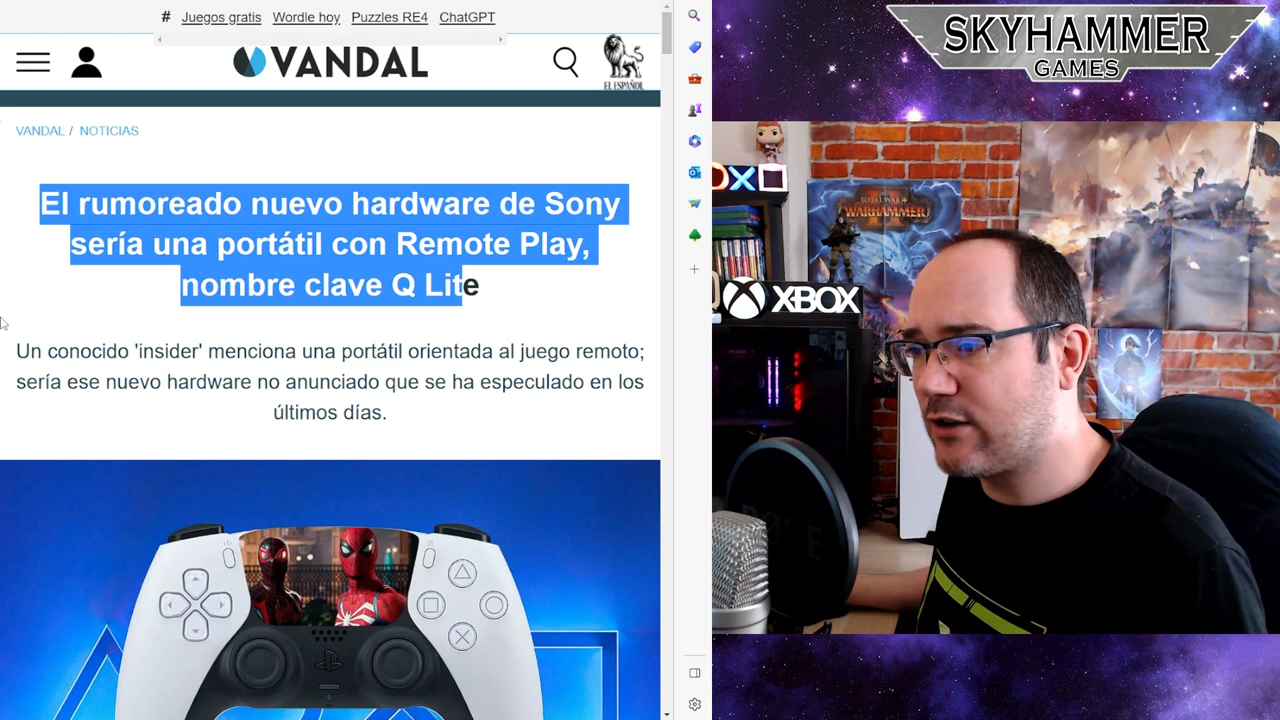 # Juegos gratis Wordle hoy Puzzles RE4 ChatGPT
VANDAL
EL ESPAÑOL
VANDAL / NOTICIAS
El rumoreado nuevo hardware de Sony
sería una portátil con Remote Play,
nombre clave Q Lite
Un conocido 'insider' menciona una portátil orientada al juego remoto;
sería ese nuevo hardware no anunciado que se ha especulado en los
últimos días.
SKYHAMMER
GAMES
TOTAL WAR
WARHAMMER
XBOX